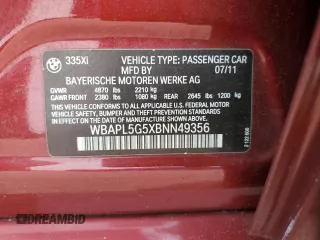 335Xi VEHICLE TYPE: PASSENGER CAR
MFD BY 07/11
BAYERISCHE MOTOREN WERKE AG
GVWR 4870 lbs 2210 kg
GAWR FRONT 2380 lbs 1080 kg REAR 2645 lbs 1200 kg
THIS VEHICLE CONFORMS TO ALL APPLICABLE
FEDERAL MOTOR VEHICLE SAFETY,
BUMPER, AND THEFT PREVENTION STANDARDS
IN EFFECT ON THE DATE OF
MANUFACTURE SHOWN ABOVE.
WBAPL5G5XBNN49356
DREAMBID